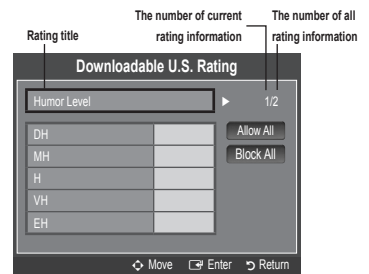 The number of current
rating information
The number of all
rating information
Rating title
Downloadable U.S. Rating
Humor Level ▶ 1/2
DH
MH
H
VH
EH
Allow All
Block All
Move Enter Return